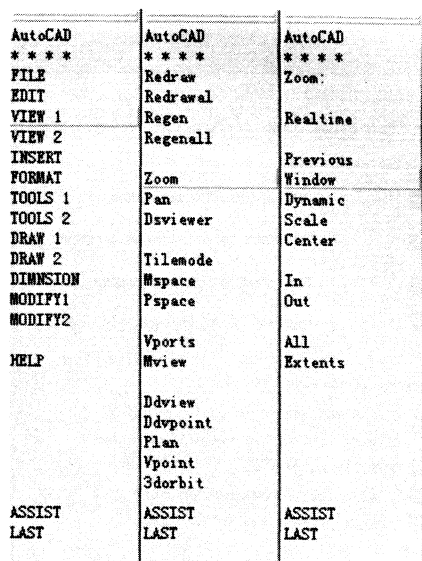 AutoCAD
* * * *
FILE
EDIT
VIEW 1
VIEW 2
INSERT
FORMAT
TOOLS 1
TOOLS 2
DRAW 1
DRAW 2
DIMNSION
MODIFY1
MODIFY2
HELP
ASSIST
LAST
AutoCAD
* * * *
Redraw
Redrawal
Regen
Regenall
Zoom
Pan
Dsviewer
Tilemode
Mspace
Pspace
Vports
Mview
Ddview
Ddvpoint
Plan
Vpoint
3dorbit
ASSIST
LAST
AutoCAD
* * * *
Zoom:
Realtime
Previous
Window
Dynamic
Scale
Center
In
Out
All
Extents
ASSIST
LAST